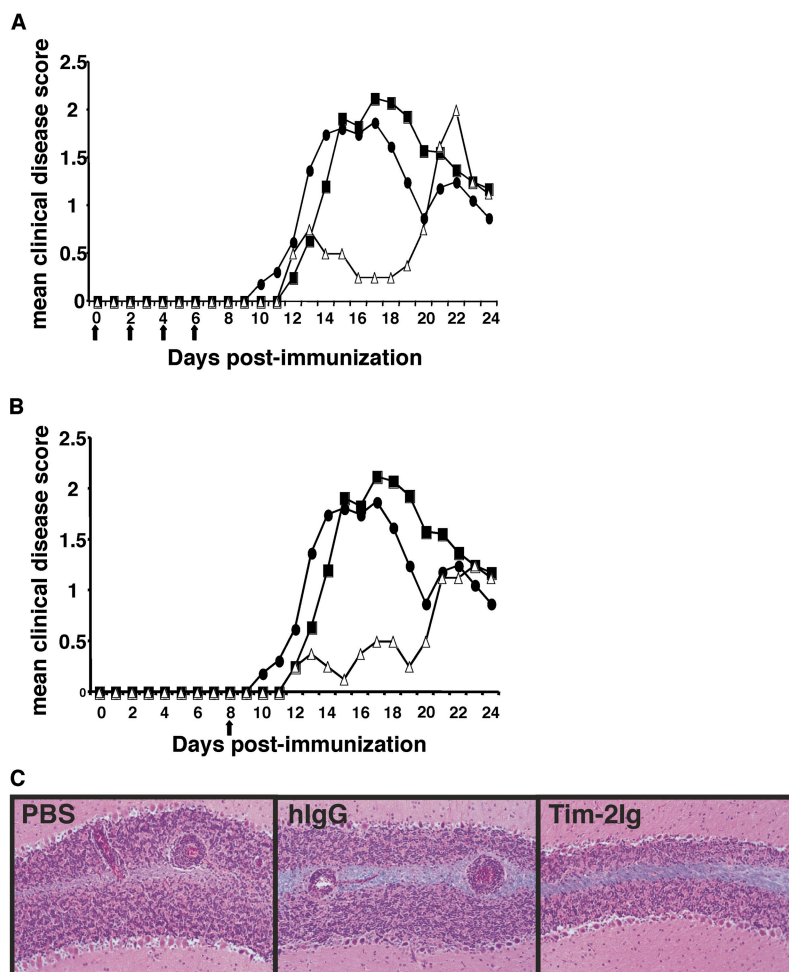 A
mean clinical disease score
2.5
2
1.5
1
0.5
0
0 2 4 6 8 10 12 14 16 18 20 22 24
Days post-immunization
B
mean clinical disease score
2.5
2
1.5
1
0.5
0
0 2 4 6 8 10 12 14 16 18 20 22 24
Days post-immunization
C
PBS hIgG Tim-2Ig